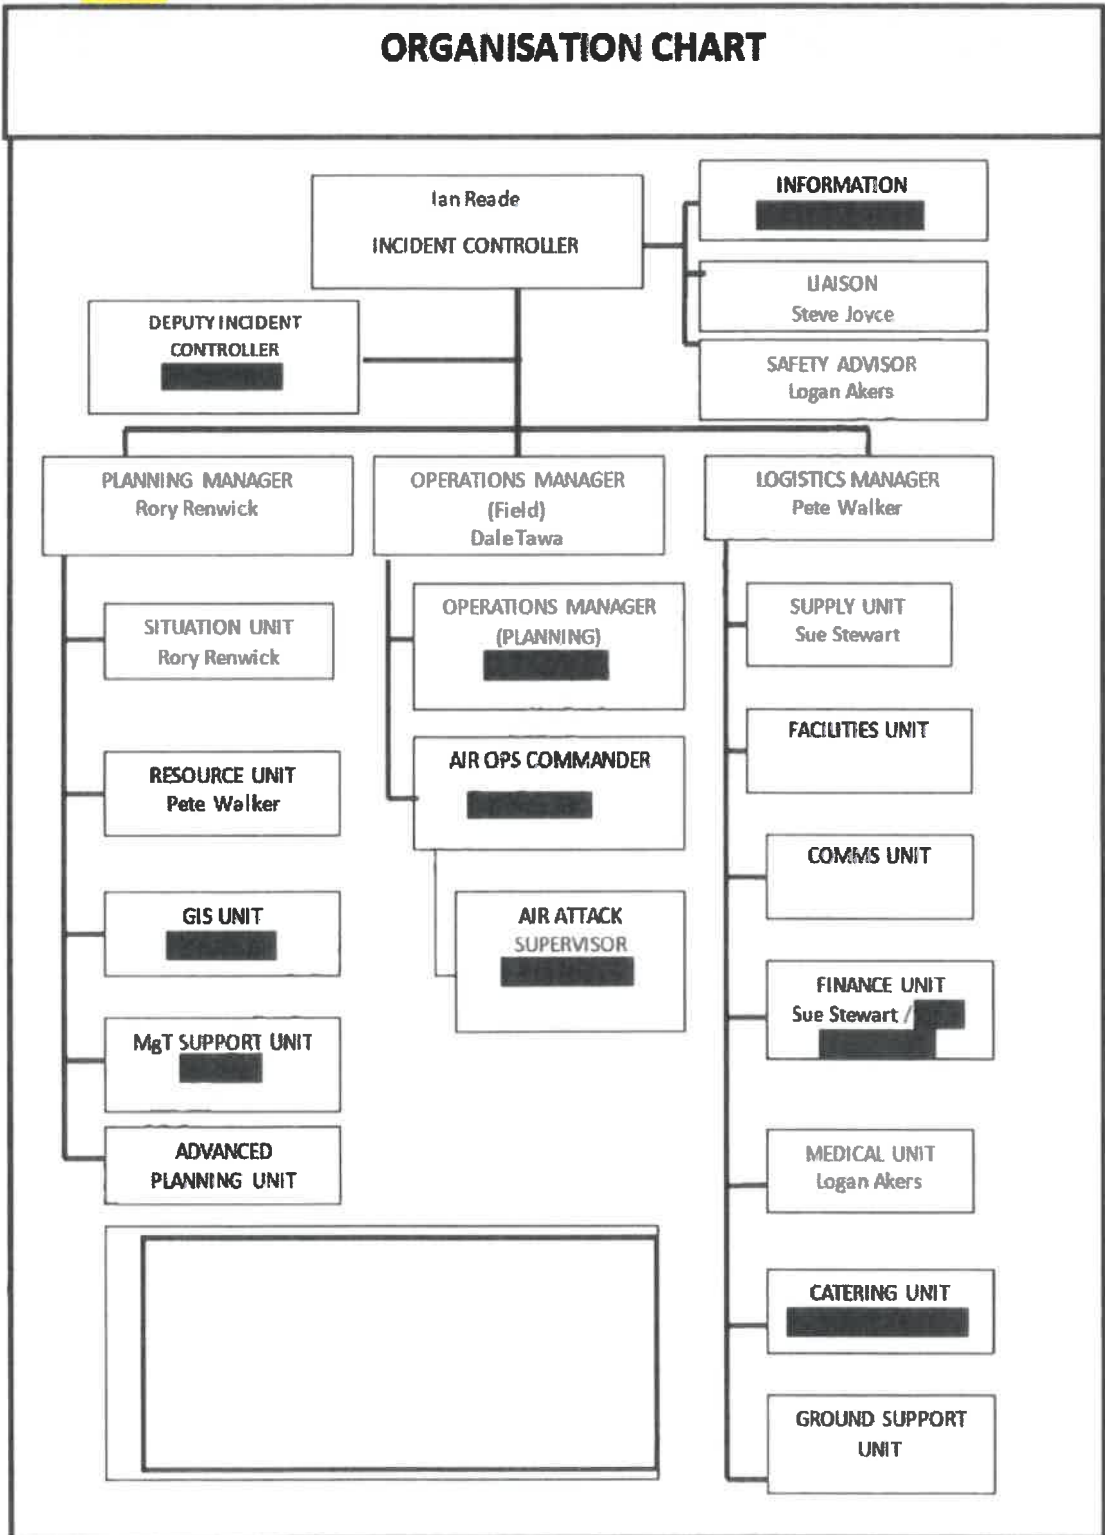 ORGANISATION CHART
Ian Reade
INCIDENT CONTROLLER
INFORMATION
LIAISON
Steve Joyce
SAFETY ADVISOR
Logan Akers
DEPUTY INCIDENT
CONTROLLER
PLANNING MANAGER
Rory Renwick
OPERATIONS MANAGER
(Field)
Dale Tawa
LOGISTICS MANAGER
Pete Walker
SITUATION UNIT
Rory Renwick
RESOURCE UNIT
Pete Walker
GIS UNIT
MgT SUPPORT UNIT
ADVANCED
PLANNING UNIT
OPERATIONS MANAGER
(PLANNING)
AIR OPS COMMANDER
AIR ATTACK
SUPERVISOR
SUPPLY UNIT
Sue Stewart
FACILITIES UNIT
COMMS UNIT
FINANCE UNIT
Sue Stewart /
MEDICAL UNIT
Logan Akers
CATERING UNIT
GROUND SUPPORT
UNIT